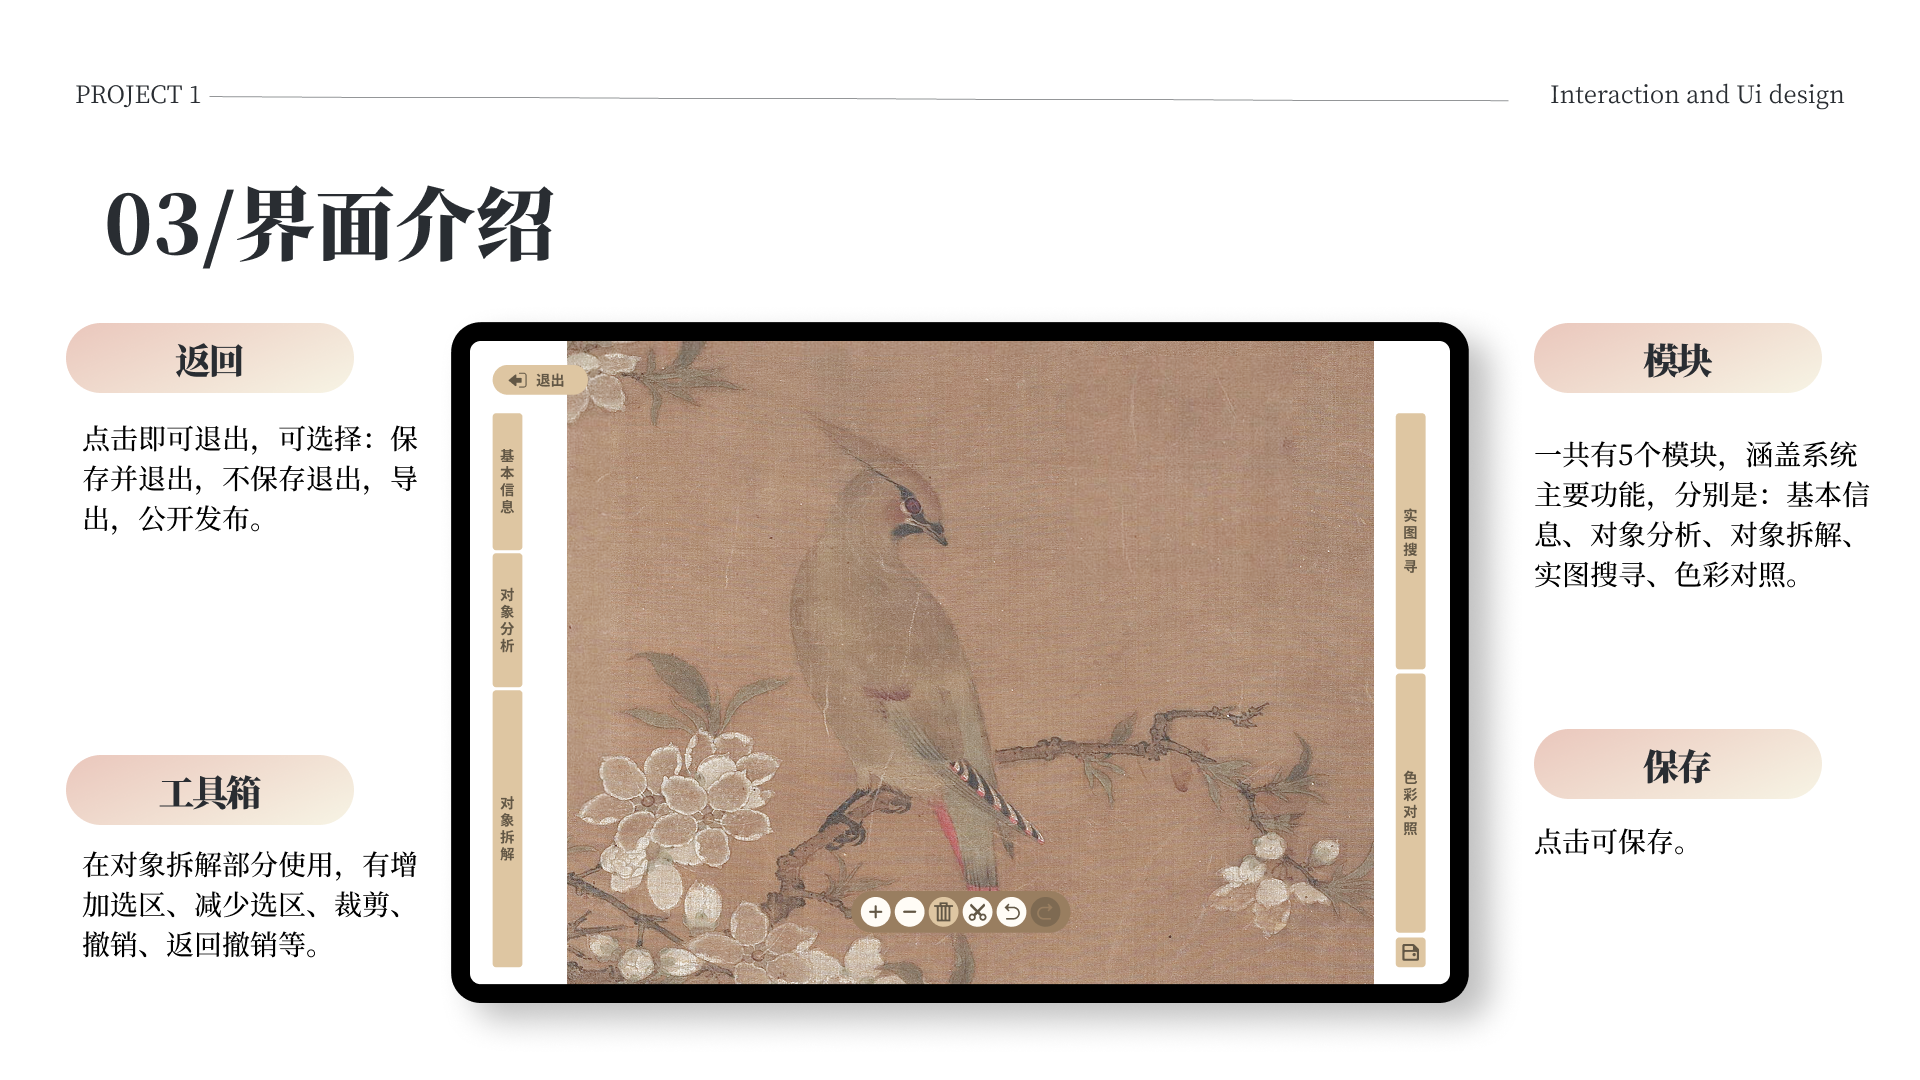 PROJECT 1
Interaction and Ui design
03/界面介绍
返回
点击即可退出，可选择：保
存并退出，不保存退出，导
出，公开发布。
工具箱
在对象拆解部分使用，有增
加选区、减少选区、裁剪、
撤销、返回撤销等。
退出
基本信息
对象分析
对象拆解
实图搜寻
色彩对照
模块
一共有5个模块，涵盖系统
主要功能，分别是：基本信
息、对象分析、对象拆解、
实图搜寻、色彩对照。
保存
点击可保存。